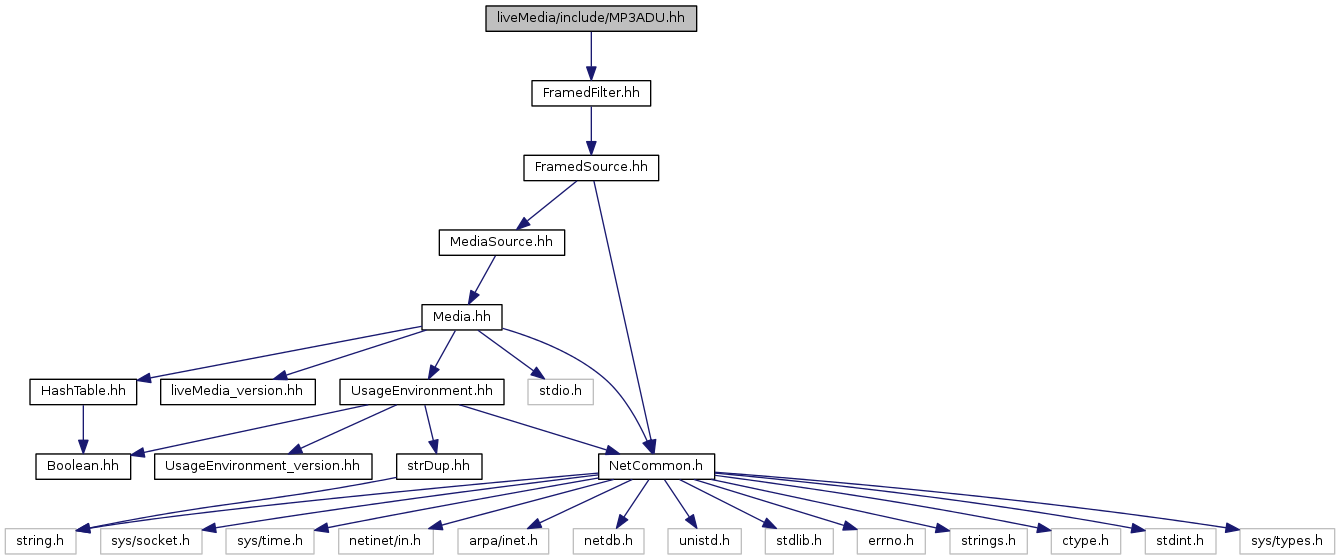 liveMedia/include/MP3ADU.hh
FramedFilter.hh
FramedSource.hh
MediaSource.hh
Media.hh
HashTable.hh
liveMedia_version.hh
UsageEnvironment.hh
stdio.h
Boolean.hh
UsageEnvironment_version.hh
strDup.hh
NetCommon.h
string.h
sys/socket.h
sys/time.h
netinet/in.h
arpa/inet.h
netdb.h
unistd.h
stdlib.h
errno.h
strings.h
ctype.h
stdint.h
sys/types.h